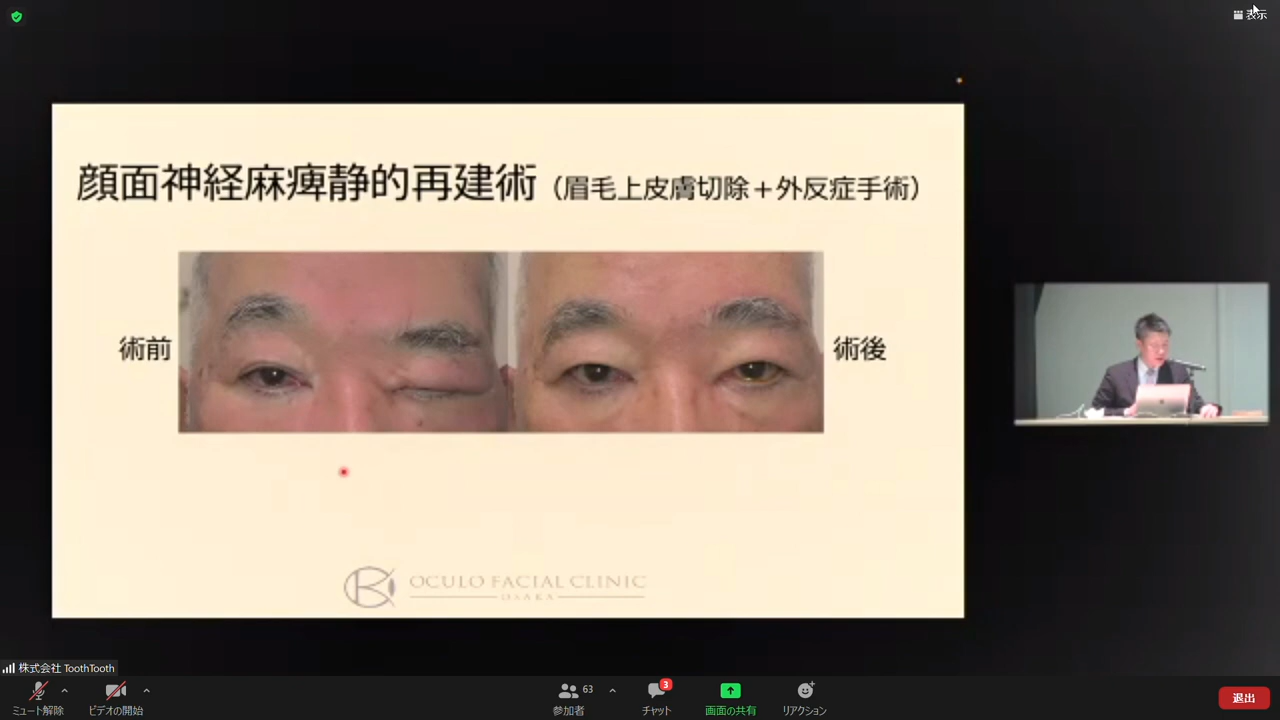 表示
顔面神経麻痺静的再建術（眉毛上皮膚切除＋外反症手術）
術前
術後
OCULO FACIAL CLINIC
OSAKA
株式会社 ToothTooth
ミュート解除
ビデオの開始
63
参加者
3
チャット
画面の共有
リアクション
退出